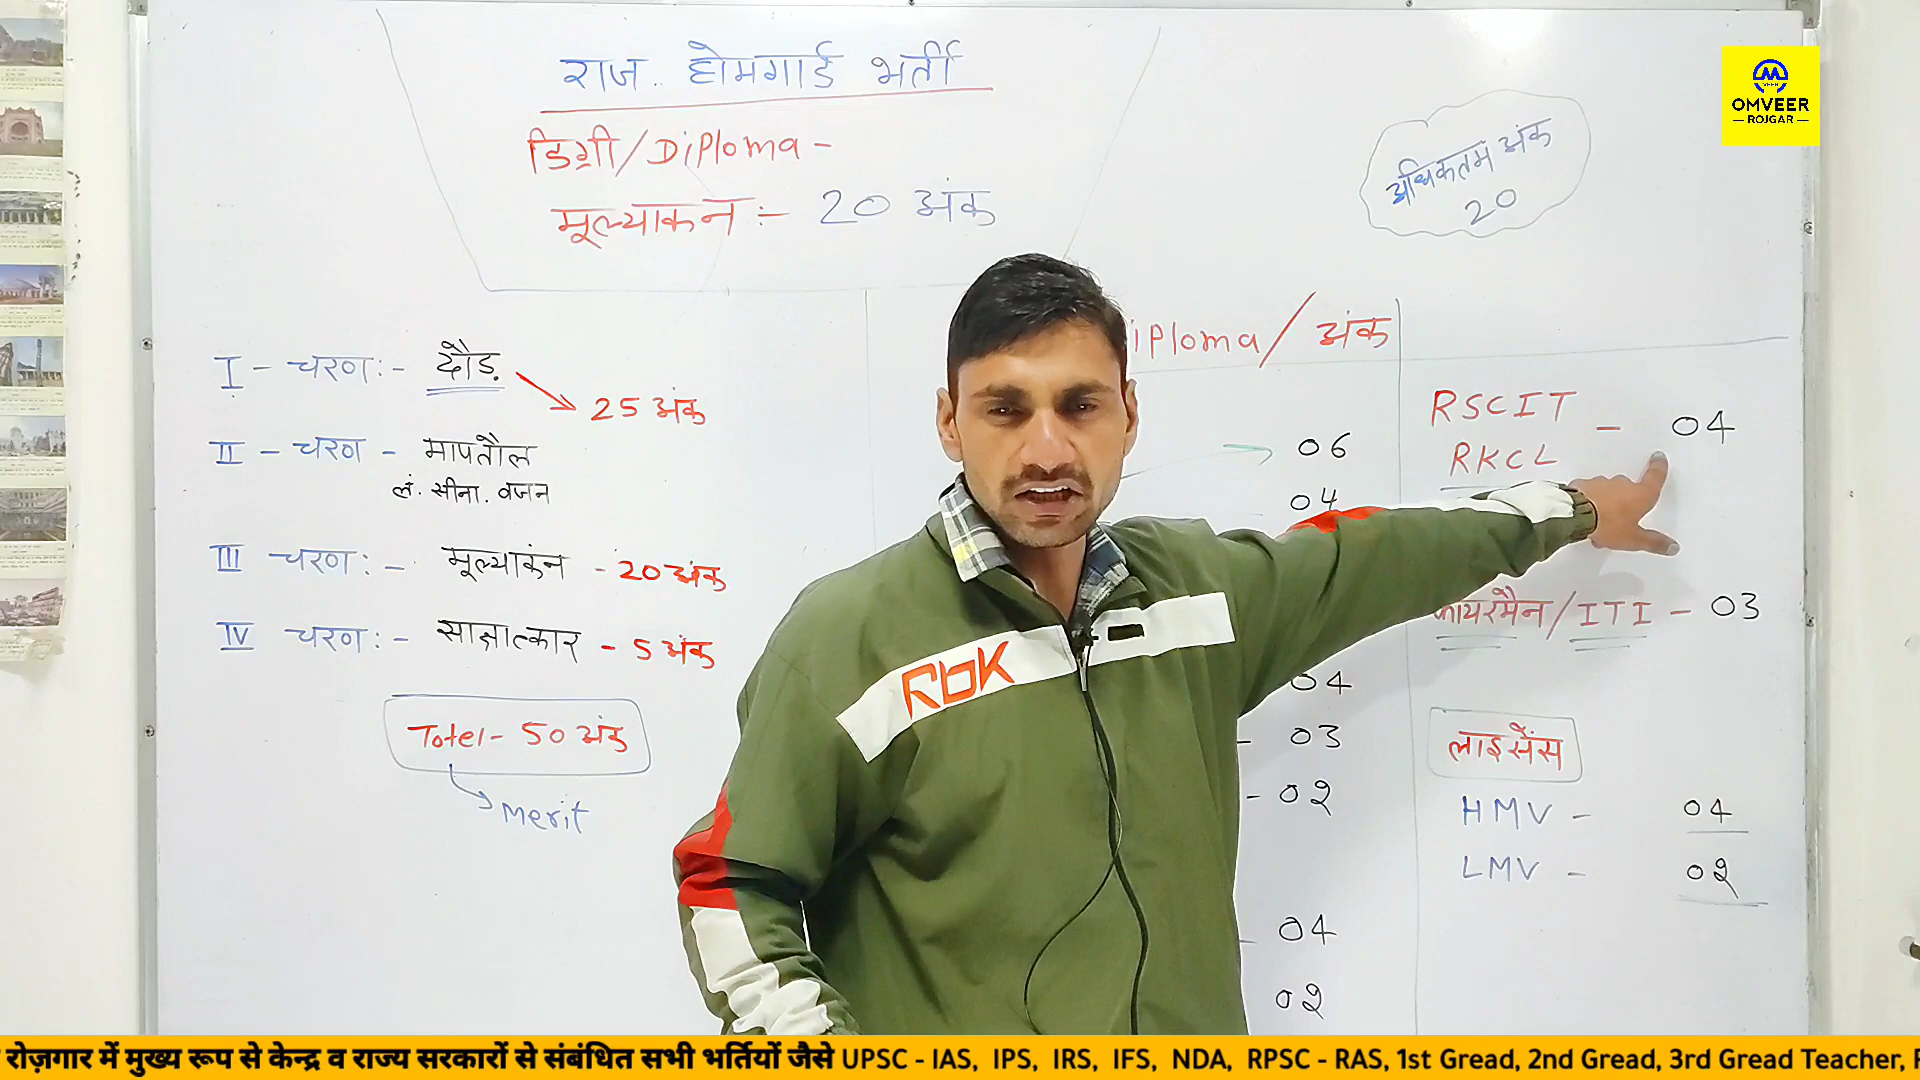 राज. होमगार्ड भर्ती
डिग्री/Diploma -
मूल्याकन :- 20 अंक
अधिकतम अंक
20
OMVEER
ROJGAR
I - चरण :- दौड़
25 अंक
II - चरण - मापतौल
लं. सीना. वजन
III चरण :- मूल्याकंन - 20 अंक
IV चरण :- साक्षात्कार - 5 अंक
Totel - 50 अंक
Merit
iploma / अंक
06
04
04
- 03
- 02
- 04
02
RSCIT
RKCL
- 04
फायरमैन/ITI - 03
लाइसेंस
HMV - 04
LMV - 02
RbK
रोज़गार में मुख्य रूप से केन्द्र व राज्य सरकारों से संबंधित सभी भर्तियों जैसे UPSC - IAS, IPS, IRS, IFS, NDA, RPSC - RAS, 1st Gread, 2nd Gread, 3rd Gread Teacher,